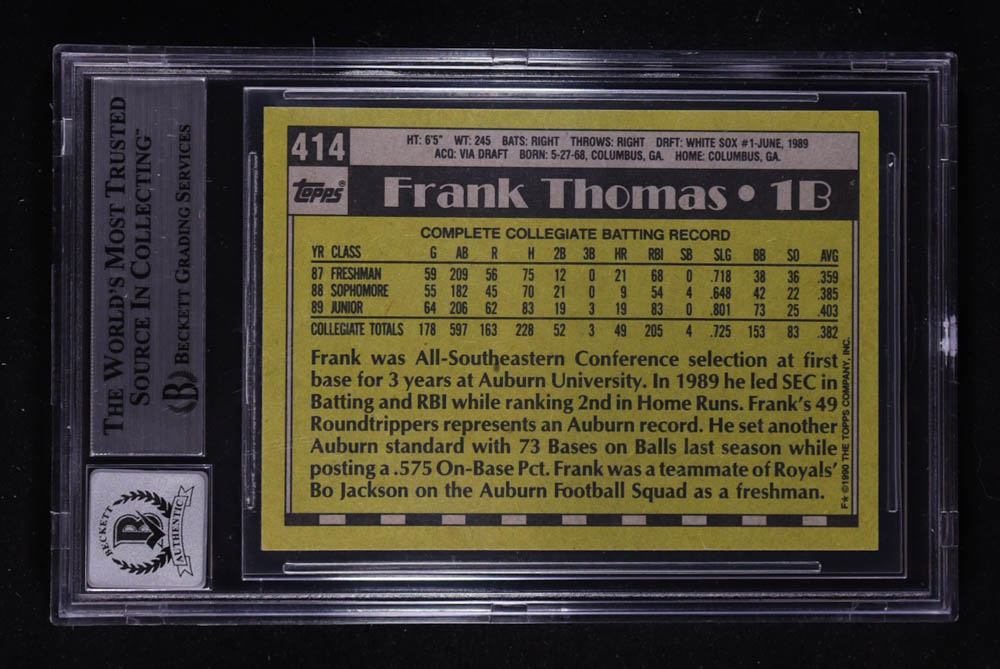 THE WORLD'S MOST TRUSTED
SOURCE IN COLLECTING™
BECKETT GRADING SERVICES
B
BECKETT
B
AUTHENTIC
414
HT: 6'5" WT: 245 BATS: RIGHT THROWS: RIGHT DRFT: WHITE SOX #1-JUNE, 1989
ACQ: VIA DRAFT BORN: 5-27-68, COLUMBUS, GA. HOME: COLUMBUS, GA.
topps®
Frank Thomas • 1B
COMPLETE COLLEGIATE BATTING RECORD
YR CLASS G AB R H 2B 3B HR RBI SB SLG BB SO AVG
87 FRESHMAN 59 209 56 75 12 0 21 68 0 .718 38 36 .359
88 SOPHOMORE 55 182 45 70 21 0 9 54 4 .648 42 22 .385
89 JUNIOR 64 206 62 83 19 3 19 83 0 .801 73 25 .403
COLLEGIATE TOTALS 178 597 163 228 52 3 49 205 4 .725 153 83 .382
Frank was All-Southeastern Conference selection at first
base for 3 years at Auburn University. In 1989 he led SEC in
Batting and RBI while ranking 2nd in Home Runs. Frank's 49
Roundtrippers represents an Auburn record. He set another
Auburn standard with 73 Bases on Balls last season while
posting a .575 On-Base Pct. Frank was a teammate of Royals'
Bo Jackson on the Auburn Football Squad as a freshman.
F★ ©1990 THE TOPPS COMPANY, INC.